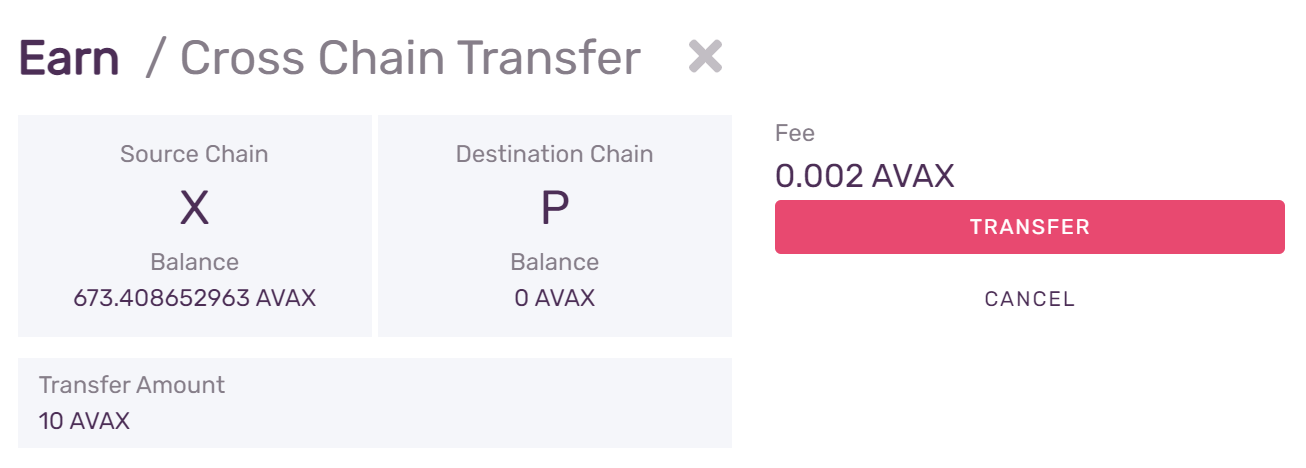 Earn / Cross Chain Transfer
Source Chain
X
Balance
673.408652963 AVAX
Destination Chain
P
Balance
0 AVAX
Transfer Amount
10 AVAX
Fee
0.002 AVAX
TRANSFER
CANCEL